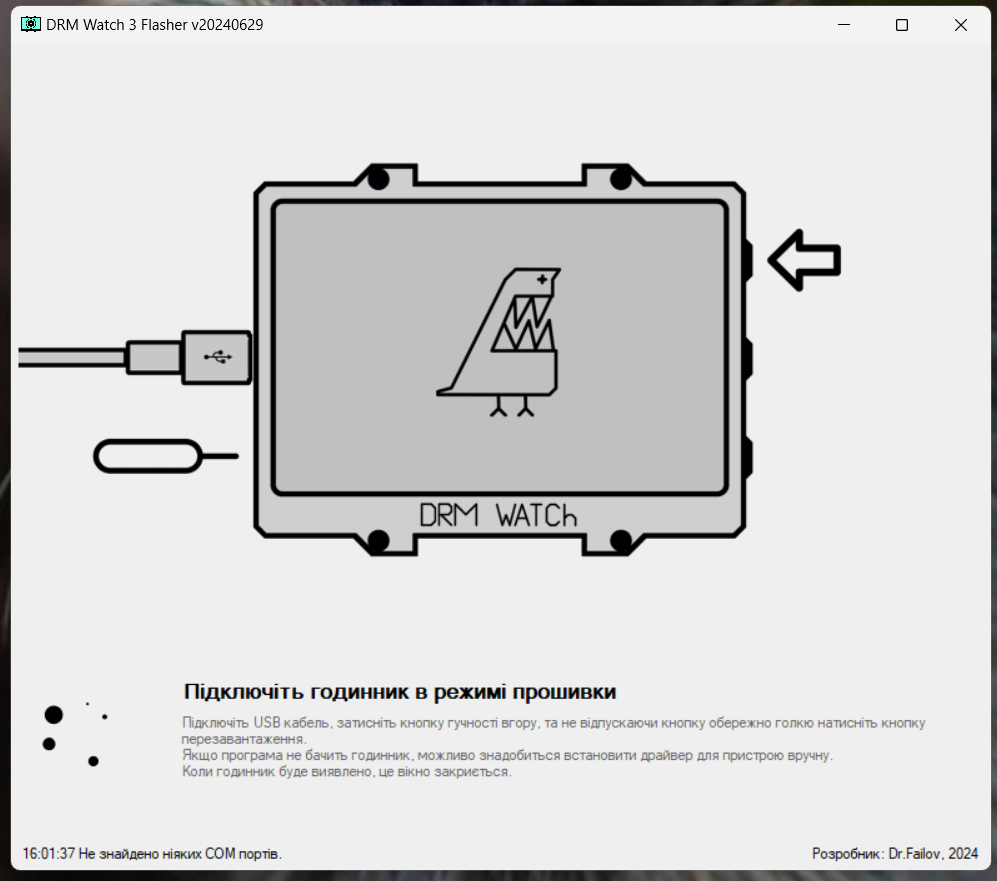 DRM Watch 3 Flasher v20240629
DRM WATCh
Підключіть годинник в режимі прошивки
Підключіть USB кабель, затисніть кнопку гучності вгору, та не відпускаючи кнопку обережно голкю натисніть кнопку
перезавантаження.
Якщо програма не бачить годинник, можливо знадобиться встановити драйвер для пристрою вручну.
Коли годинник буде виявлено, це вікно закриється.
16:01:37 Не знайдено ніяких COM портів.
Розробник: Dr.Failov, 2024